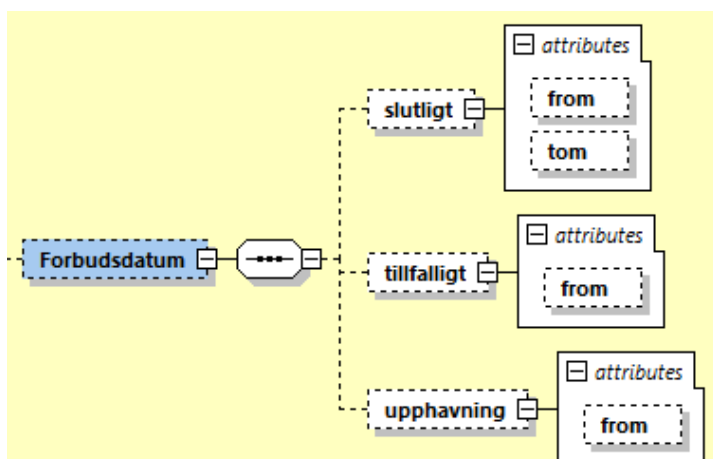 attributes
slutligt
from
tom
Forbudsdatum
attributes
tillfalligt
from
attributes
upphavning
from